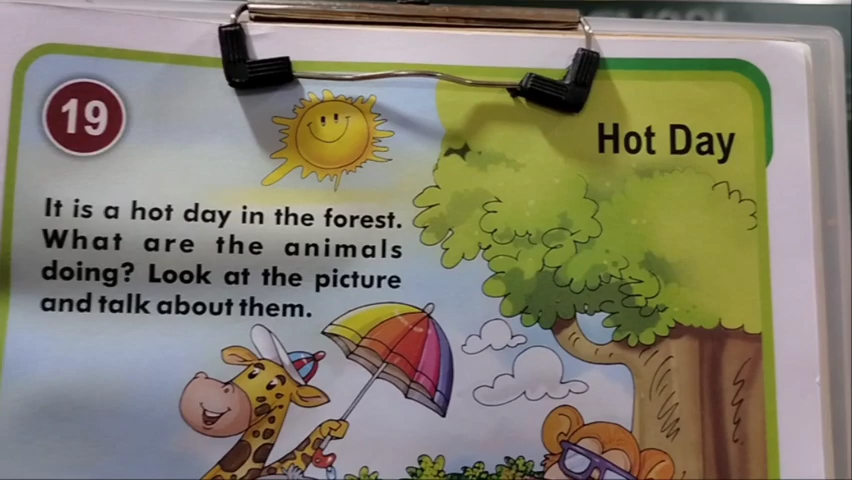 19
Hot Day
It is a hot day in the forest.
What are the animals
doing? Look at the picture
and talk about them.